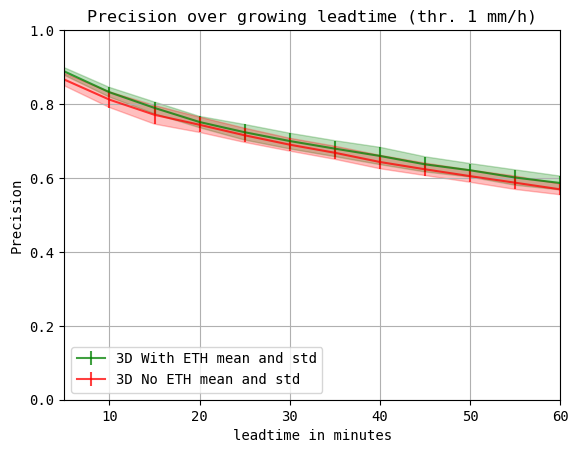 Precision over growing leadtime (thr. 1 mm/h)
1.0
0.8
0.6
0.4
0.2
0.0
Precision
3D With ETH mean and std
3D No ETH mean and std
10 20 30 40 50 60
leadtime in minutes